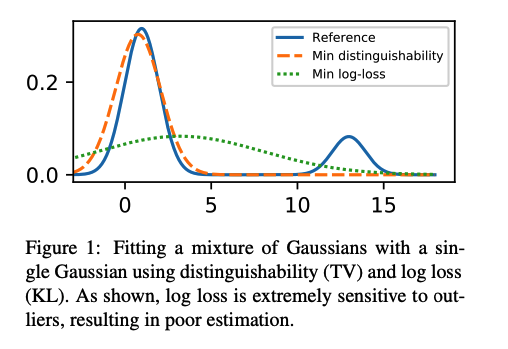 Reference
Min distinguishability
Min log-loss
0.2
0.0
0
5
10
15
Figure 1: Fitting a mixture of Gaussians with a sin-
gle Gaussian using distinguishability (TV) and log loss
(KL). As shown, log loss is extremely sensitive to out-
liers, resulting in poor estimation.